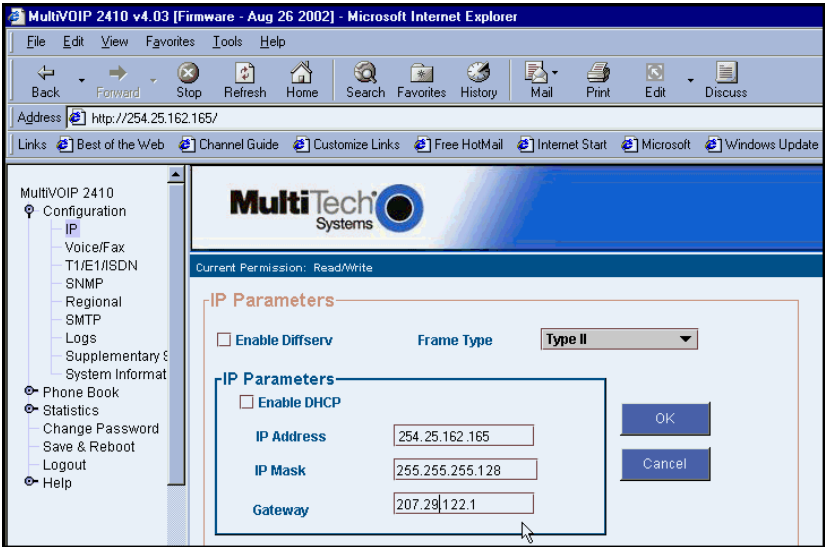 MultiVOIP 2410 v4.03 [Firmware - Aug 26 2002] - Microsoft Internet Explorer
File Edit View Favorites Tools Help
Back Forward Stop Refresh Home Search Favorites History Mail Print Edit Discuss
Address http://254.25.162.165/
Links Best of the Web Channel Guide Customize Links Free HotMail Internet Start Microsoft Windows Update
MultiVOIP 2410
Configuration
IP
Voice/Fax
T1/E1/ISDN
SNMP
Regional
SMTP
Logs
Supplementary S
System Informat
Phone Book
Statistics
Change Password
Save & Reboot
Logout
Help
MultiTech
Systems
Current Permission: Read/Write
IP Parameters
Enable Diffserv Frame Type Type II
IP Parameters
Enable DHCP
IP Address 254.25.162.165
IP Mask 255.255.255.128
Gateway 207.29.122.1
OK
Cancel